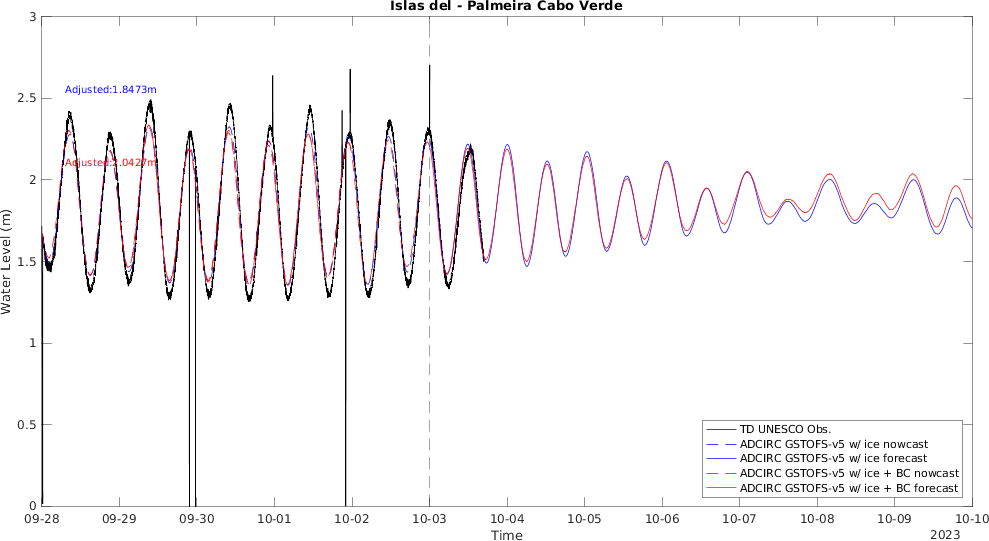 Islas del - Palmeira Cabo Verde
3
2.5
2
1.5
1
0.5
0
Water Level (m)
Adjusted:1.8473m
Adjusted:2.0427m
TD UNESCO Obs.
ADCIRC GSTOFS-v5 w/ ice nowcast
ADCIRC GSTOFS-v5 w/ ice forecast
ADCIRC GSTOFS-v5 w/ ice + BC nowcast
ADCIRC GSTOFS-v5 w/ ice + BC forecast
09-28 09-29 09-30 10-01 10-02 10-03 10-04 10-05 10-06 10-07 10-08 10-09 10-10
Time
2023